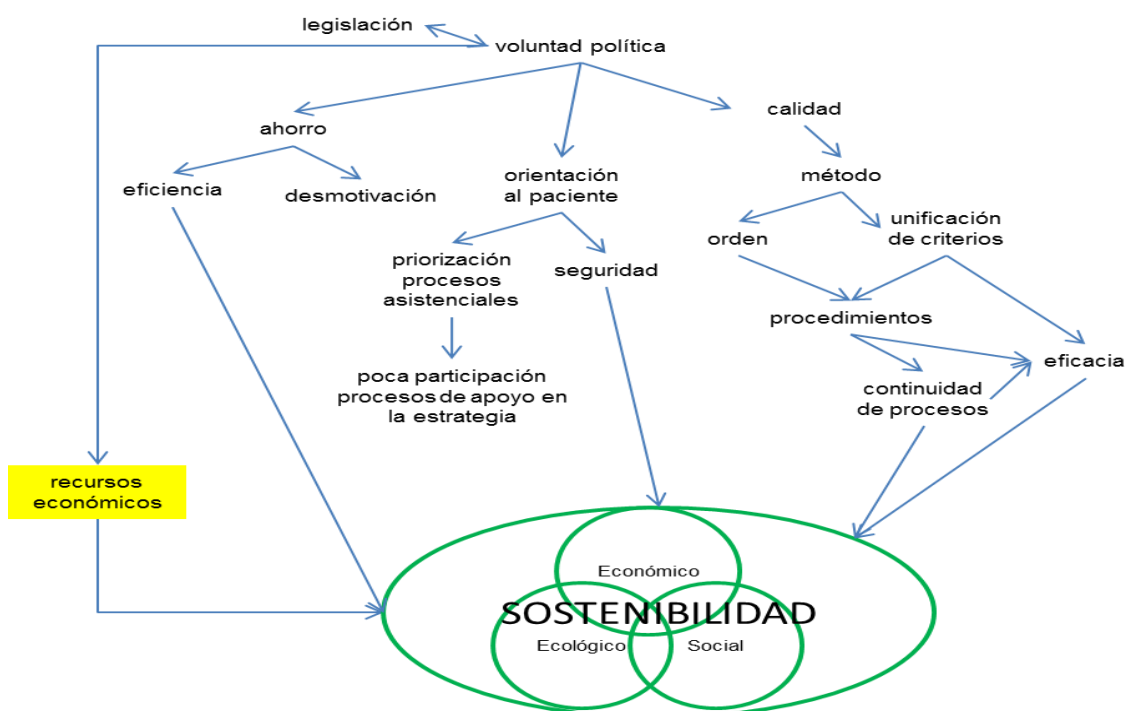 legislación
voluntad política
calidad
ahorro
orientación
al paciente
método
eficiencia
desmotivación
unificación
de criterios
orden
priorización
procesos
asistenciales
seguridad
procedimientos
eficacia
poca participación
procesos de apoyo en
la estrategia
continuidad
de procesos
recursos
económicos
Económico
SOSTENIBILIDAD
Ecológico
Social